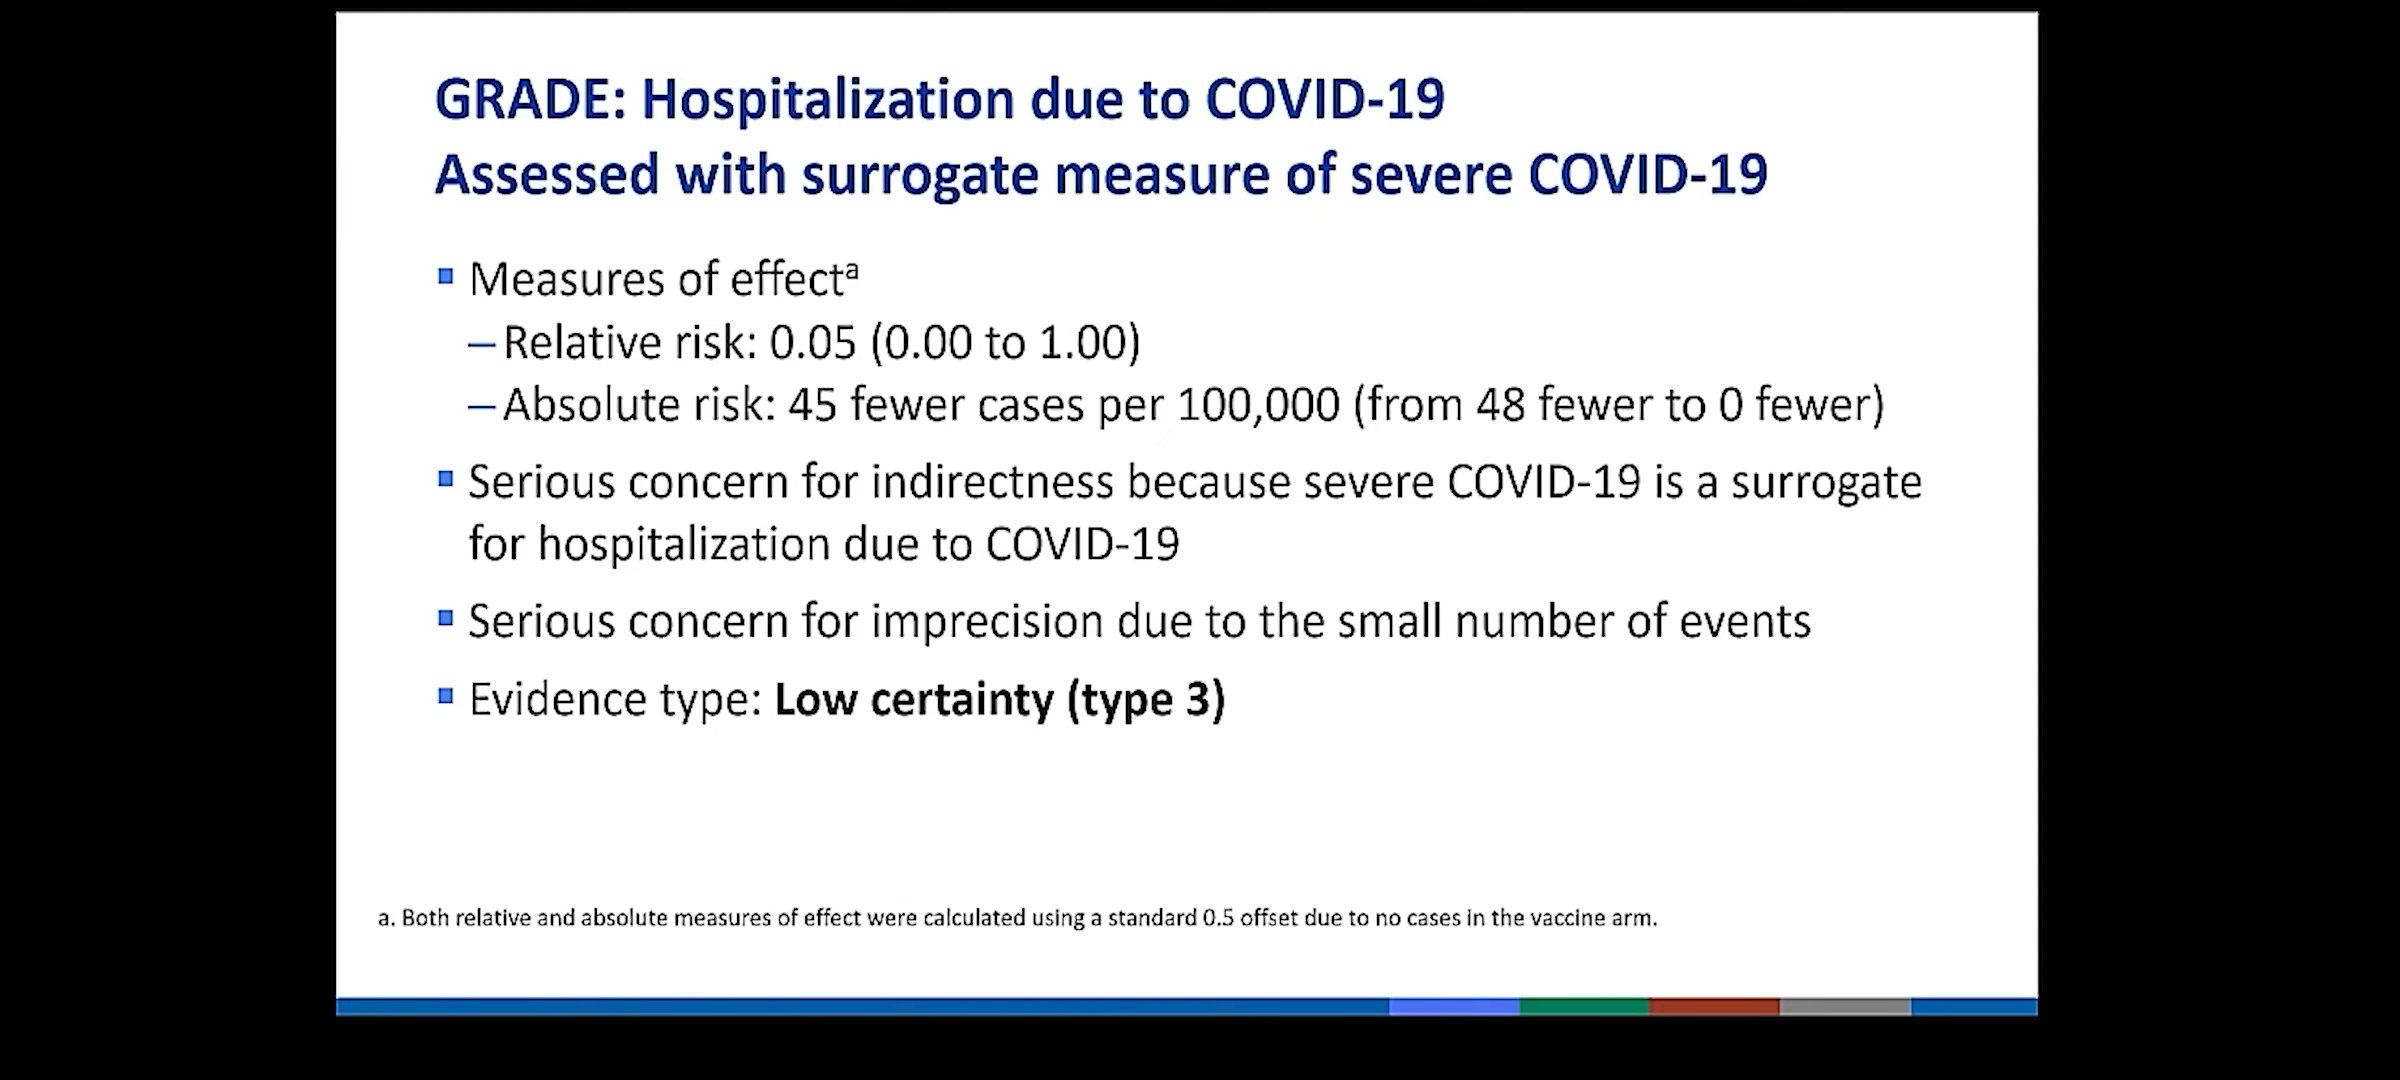 GRADE: Hospitalization due to COVID-19
Assessed with surrogate measure of severe COVID-19
▪ Measures of effectᵃ
– Relative risk: 0.05 (0.00 to 1.00)
– Absolute risk: 45 fewer cases per 100,000 (from 48 fewer to 0 fewer)
▪ Serious concern for indirectness because severe COVID-19 is a surrogate
for hospitalization due to COVID-19
▪ Serious concern for imprecision due to the small number of events
▪ Evidence type: Low certainty (type 3)
a. Both relative and absolute measures of effect were calculated using a standard 0.5 offset due to no cases in the vaccine arm.